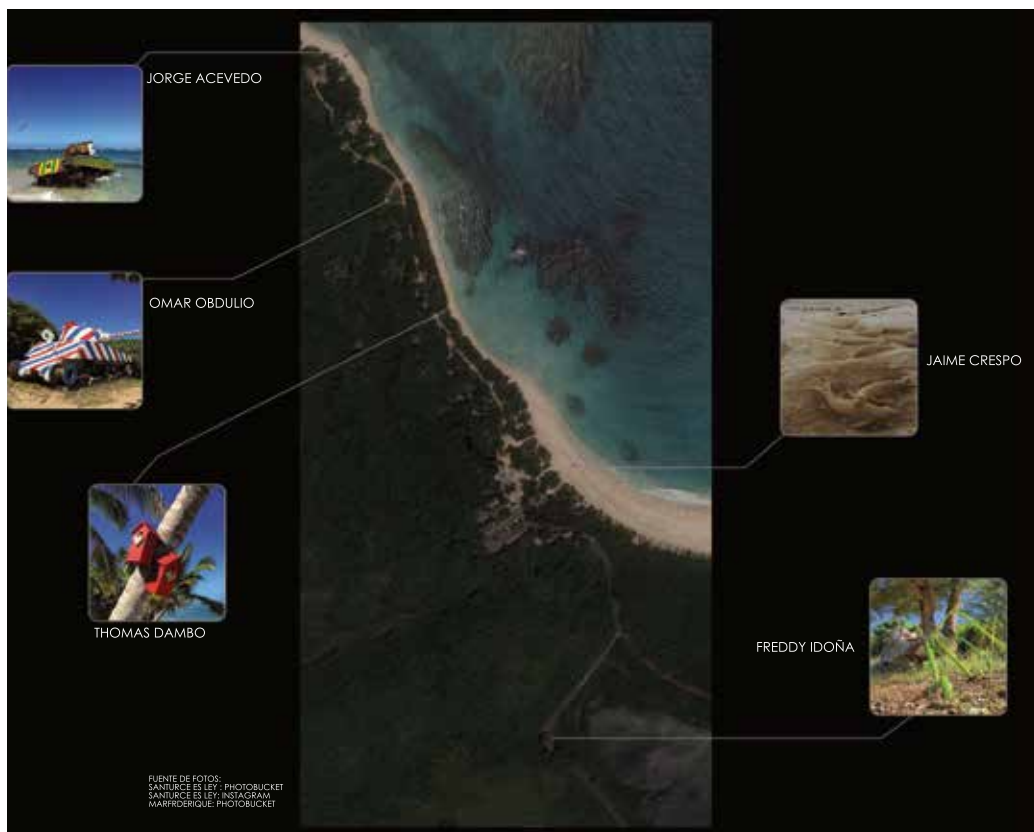 JORGE ACEVEDO
OMAR OBDULIO
JAIME CRESPO
THOMAS DAMBO
FREDDY IDOÑA
FUENTE DE FOTOS:
SANTURCE ES LEY : PHOTOBUCKET
SANTURCE ES LEY: INSTAGRAM
MARFRDERIQUE: PHOTOBUCKET